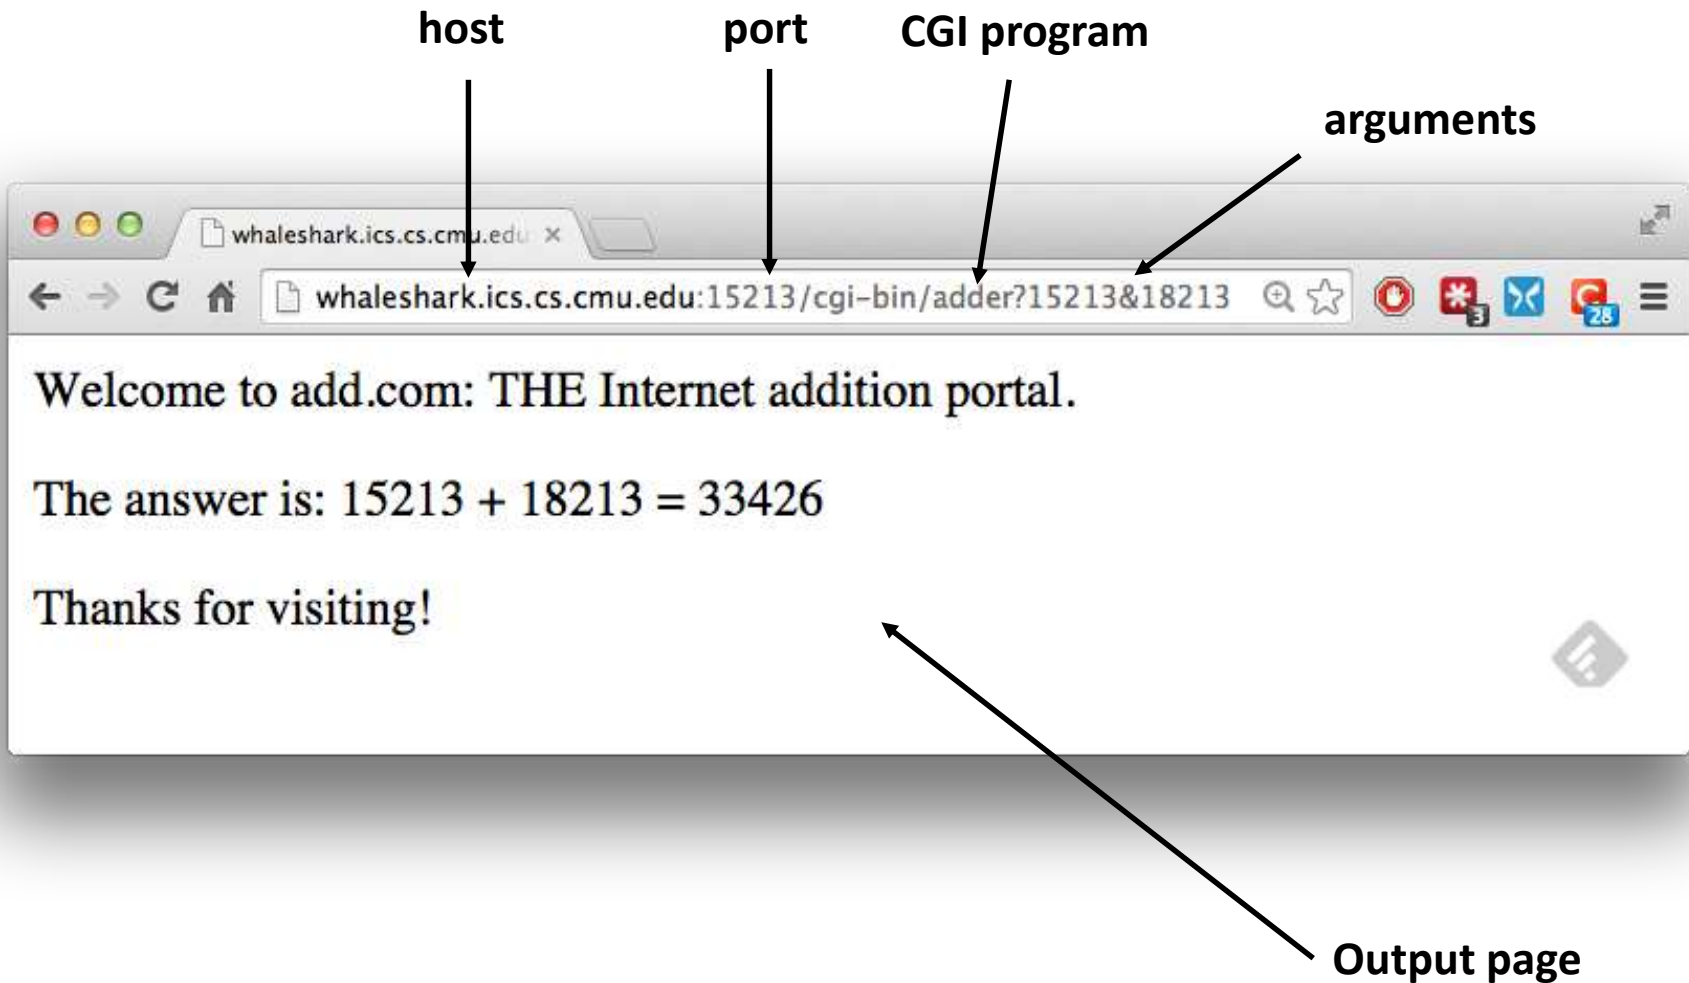 host
port
CGI program
arguments
whaleshark.ics.cs.cmu.edu
whaleshark.ics.cs.cmu.edu:15213/cgi-bin/adder?15213&18213
3
28
Welcome to add.com: THE Internet addition portal.
The answer is: 15213 + 18213 = 33426
Thanks for visiting!
Output page